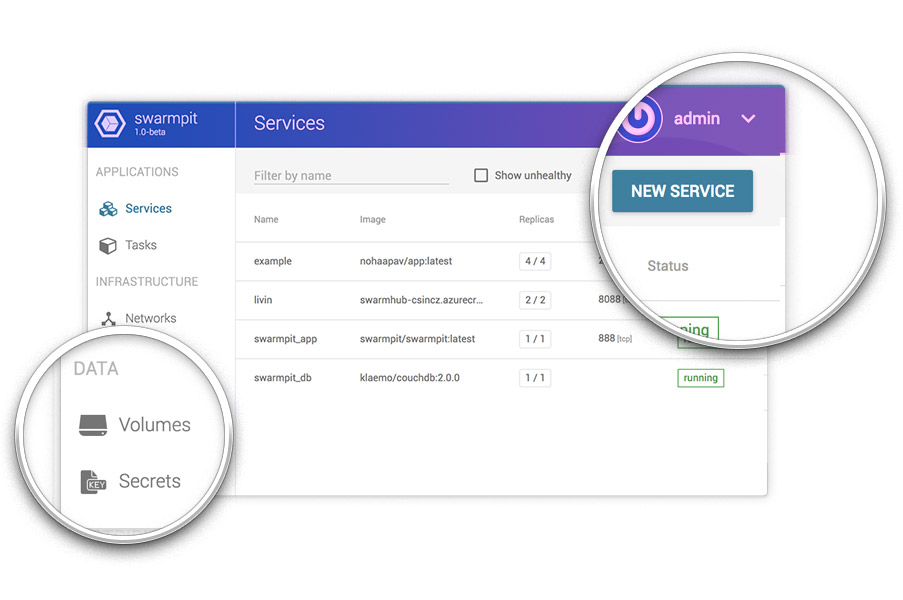 swarmpit
1.0-beta
Services
admin
APPLICATIONS
Filter by name
Show unhealthy
NEW SERVICE
Services
Name
Image
Replicas
Status
Tasks
example
nohaapav/app:latest
4 / 4
INFRASTRUCTURE
livin
swarmhub-csincz.azurecr...
2 / 2
8088
Networks
swarmpit_app
swarmpit/swarmpit:latest
1 / 1
888 [tcp]
swarmpit_db
klaemo/couchdb:2.0.0
1 / 1
running
DATA
Volumes
Secrets
KEY